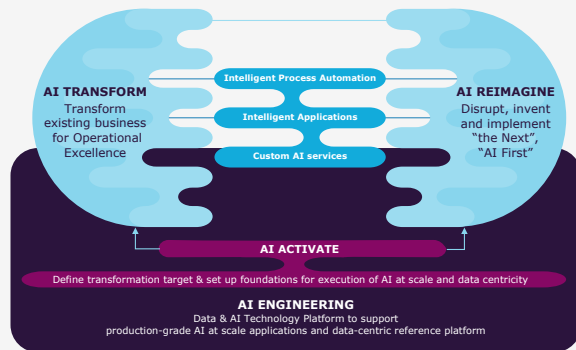 AI TRANSFORM
Transform
existing business
for Operational
Excellence
Intelligent Process Automation
Intelligent Applications
Custom AI services
AI REIMAGINE
Disrupt, invent
and implement
“the Next”,
“AI First”
AI ACTIVATE
Define transformation target & set up foundations for execution of AI at scale and data centricity
AI ENGINEERING
Data & AI Technology Platform to support
production-grade AI at scale applications and data-centric reference platform